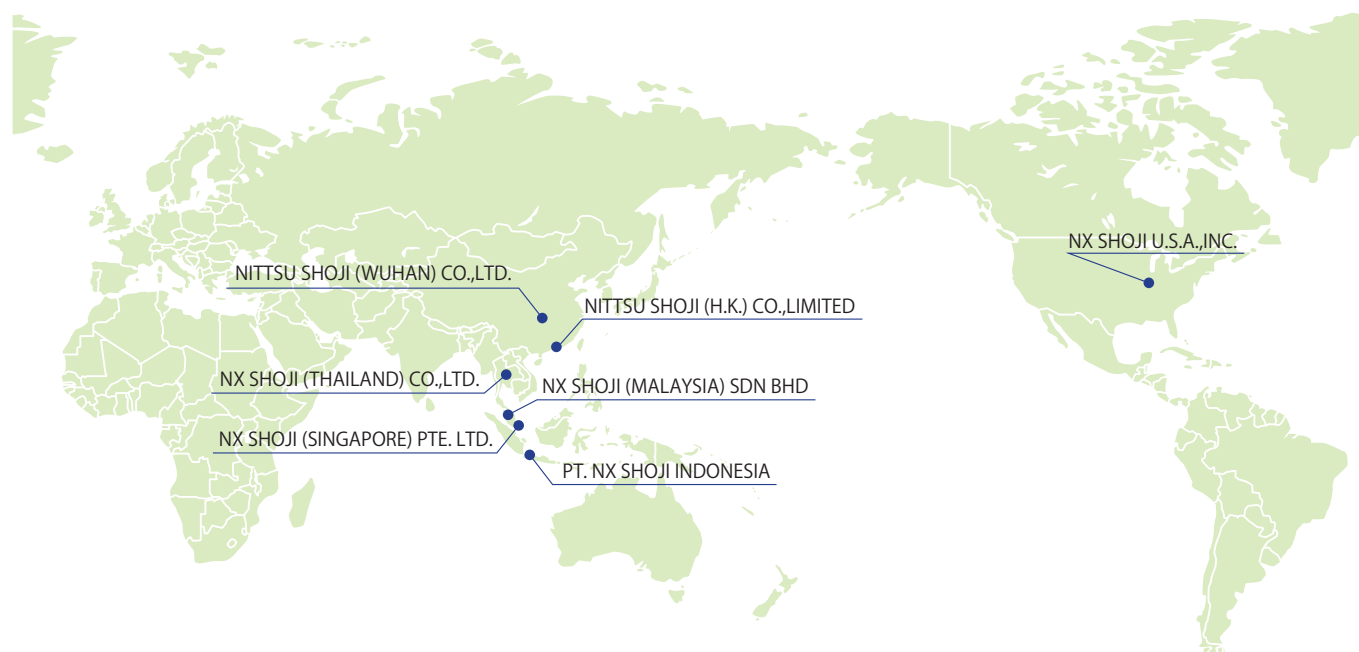 NX SHOJI U.S.A.,INC.
NITTSU SHOJI (WUHAN) CO.,LTD.
NITTSU SHOJI (H.K.) CO.,LIMITED
NX SHOJI (THAILAND) CO.,LTD.
NX SHOJI (MALAYSIA) SDN BHD
NX SHOJI (SINGAPORE) PTE. LTD.
PT. NX SHOJI INDONESIA